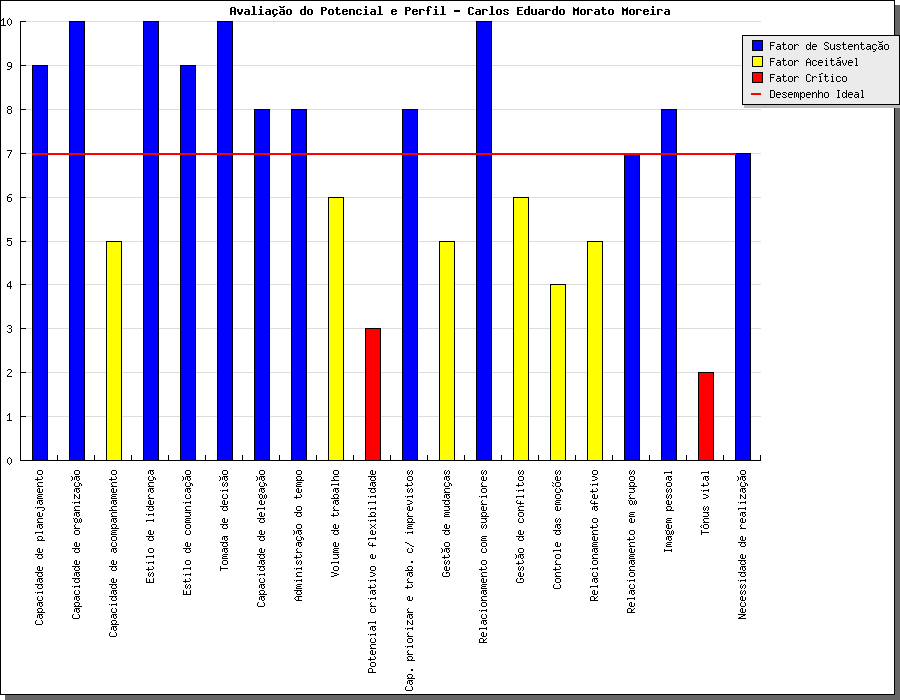 Avaliação do Potencial e Perfil - Carlos Eduardo Morato Moreira
10
9
8
7
6
5
4
3
2
1
0
Fator de Sustentação
Fator Aceitável
Fator Crítico
Desempenho Ideal
Capacidade de planejamento
Capacidade de organização
Capacidade de acompanhamento
Estilo de liderança
Estilo de comunicação
Tomada de decisão
Capacidade de delegação
Administração do tempo
Volume de trabalho
Potencial criativo e flexibilidade
Cap. priorizar e trab. c/ imprevistos
Gestão de mudanças
Relacionamento com superiores
Gestão de conflitos
Controle das emoções
Relacionamento afetivo
Relacionamento em grupos
Imagem pessoal
Tônus vital
Necessidade de realização